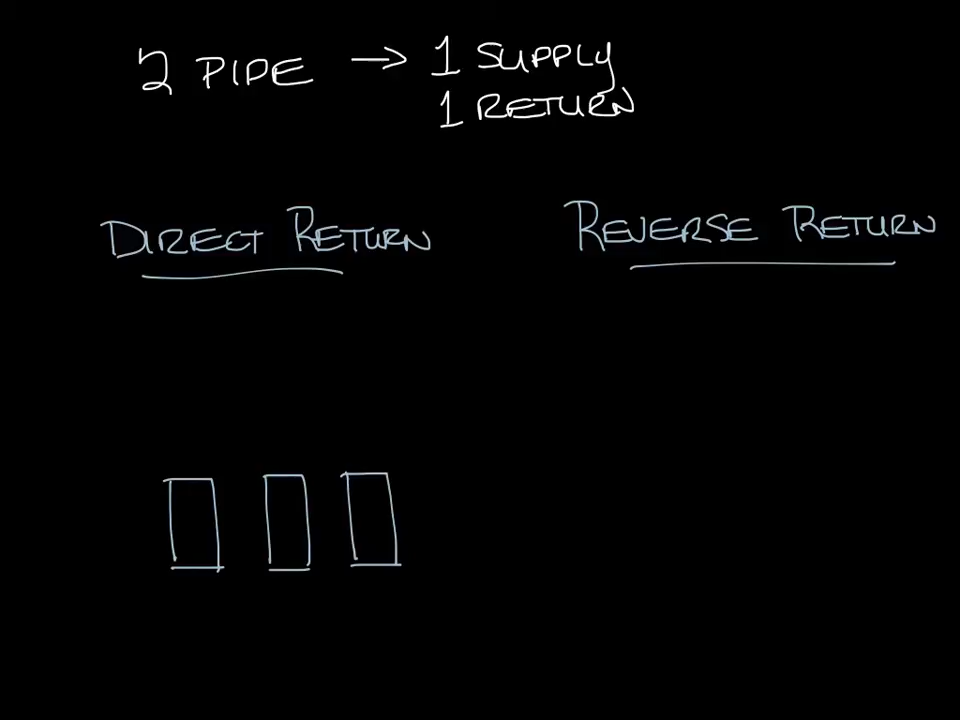 2 PIPE → 1 SUPPLY
1 RETURN
DIRECT RETURN
REVERSE RETURN